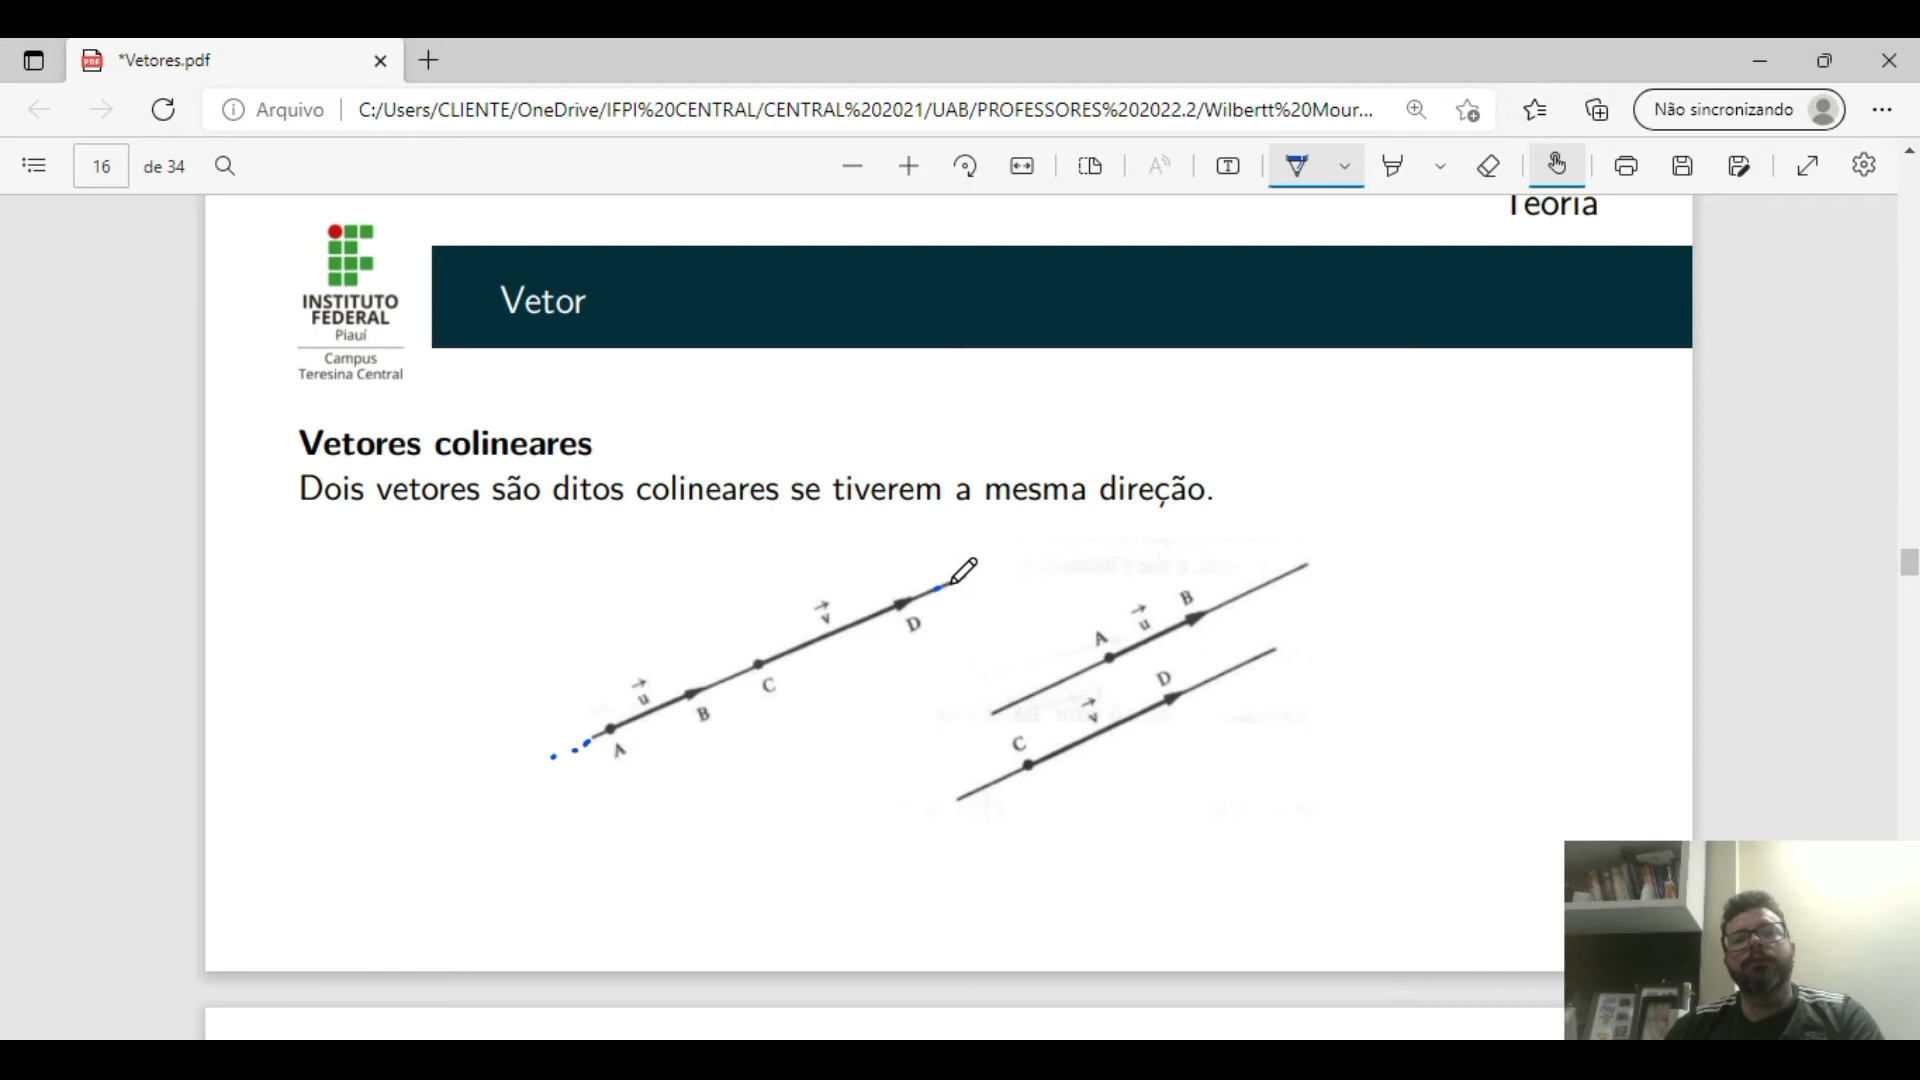 *Vetores.pdf
Arquivo
C:/Users/CLIENTE/OneDrive/IFPI%20CENTRAL/CENTRAL%202021/UAB/PROFESSORES%202022.2/Wilbertt%20Mour...
Não sincronizando
16 de 34
Teoria
INSTITUTO
FEDERAL
Piauí
Campus
Teresina Central
Vetor
Vetores colineares
Dois vetores são ditos colineares se tiverem a mesma direção.
A
u
B
C
v
D
A
u
B
C
v
D